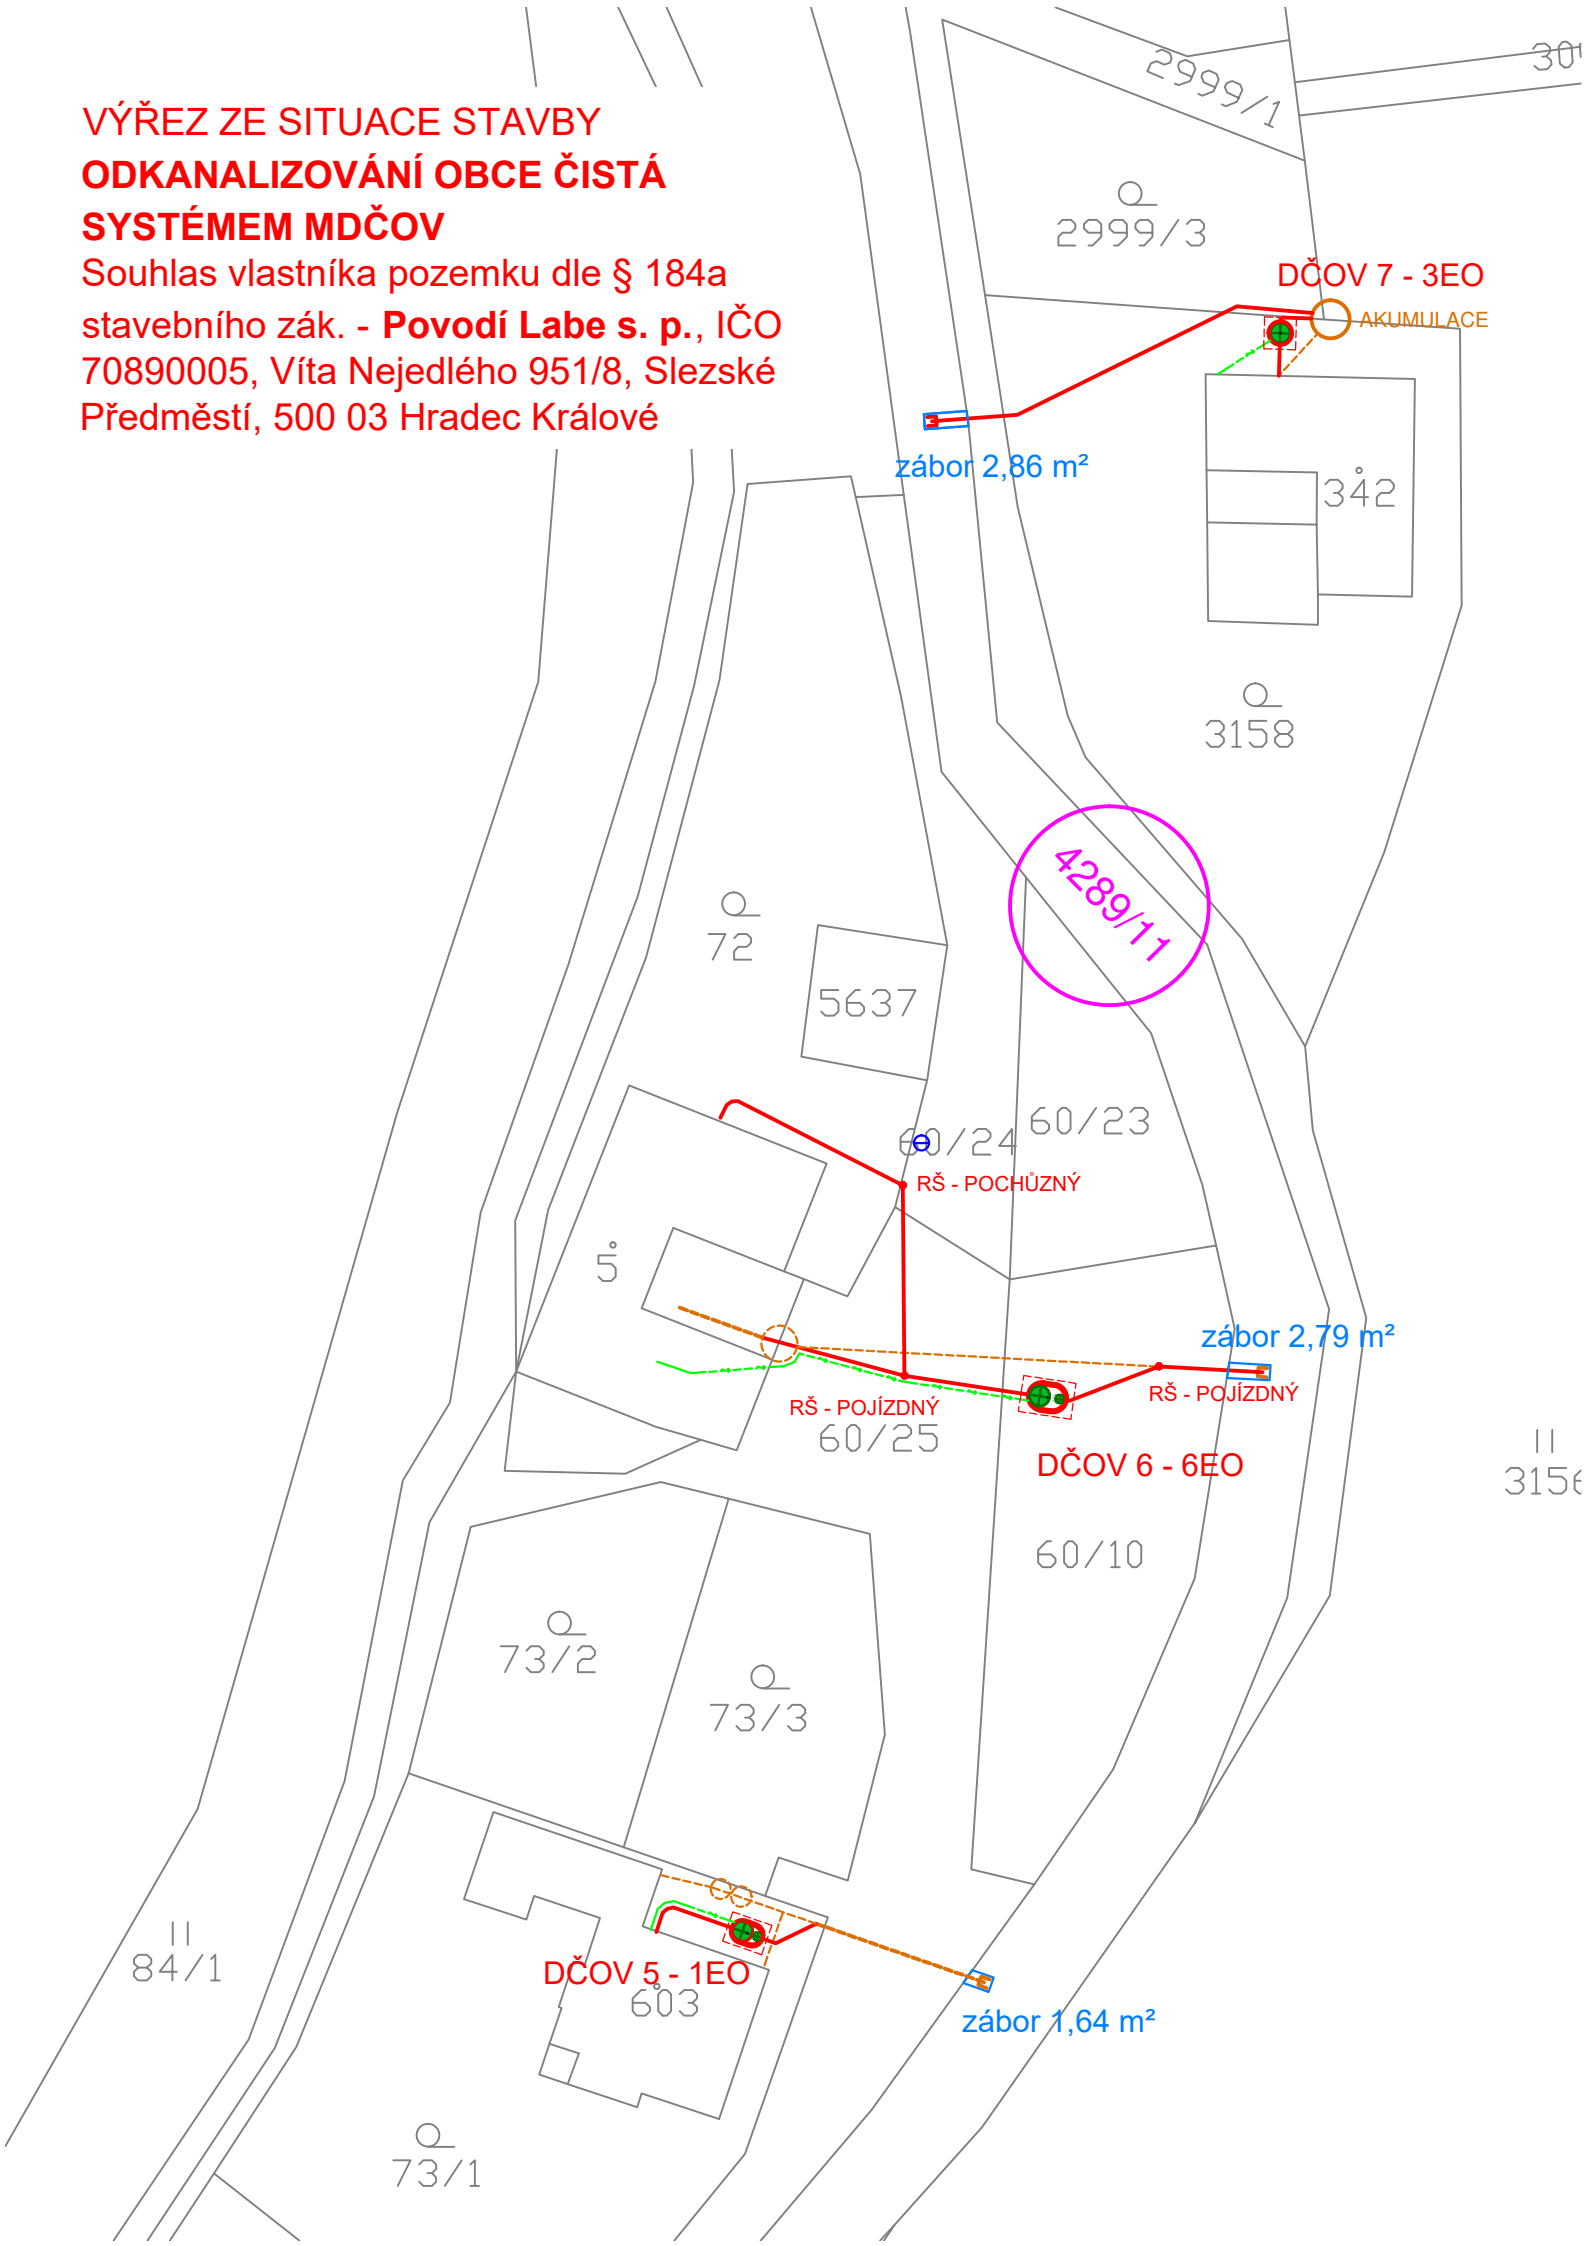 VÝŘEZ ZE SITUACE STAVBY
ODKANALIZOVÁNÍ OBCE ČISTÁ
SYSTÉMEM MDČOV
Souhlas vlastníka pozemku dle § 184a
stavebního zák. - Povodí Labe s. p., IČO
70890005, Víta Nejedlého 951/8, Slezské
Předměstí, 500 03 Hradec Králové
2999/1
2999/3
DČOV 7 - 3EO
AKUMULACE
zábor 2,86 m²
342
3158
4289/11
72
5637
60/24
60/23
RŠ - POCHŮZNÝ
5
zábor 2,79 m²
RŠ - POJÍZDNÝ
RŠ - POJÍZDNÝ
60/25
DČOV 6 - 6EO
60/10
73/2
73/3
84/1
DČOV 5 - 1EO
603
zábor 1,64 m²
73/1